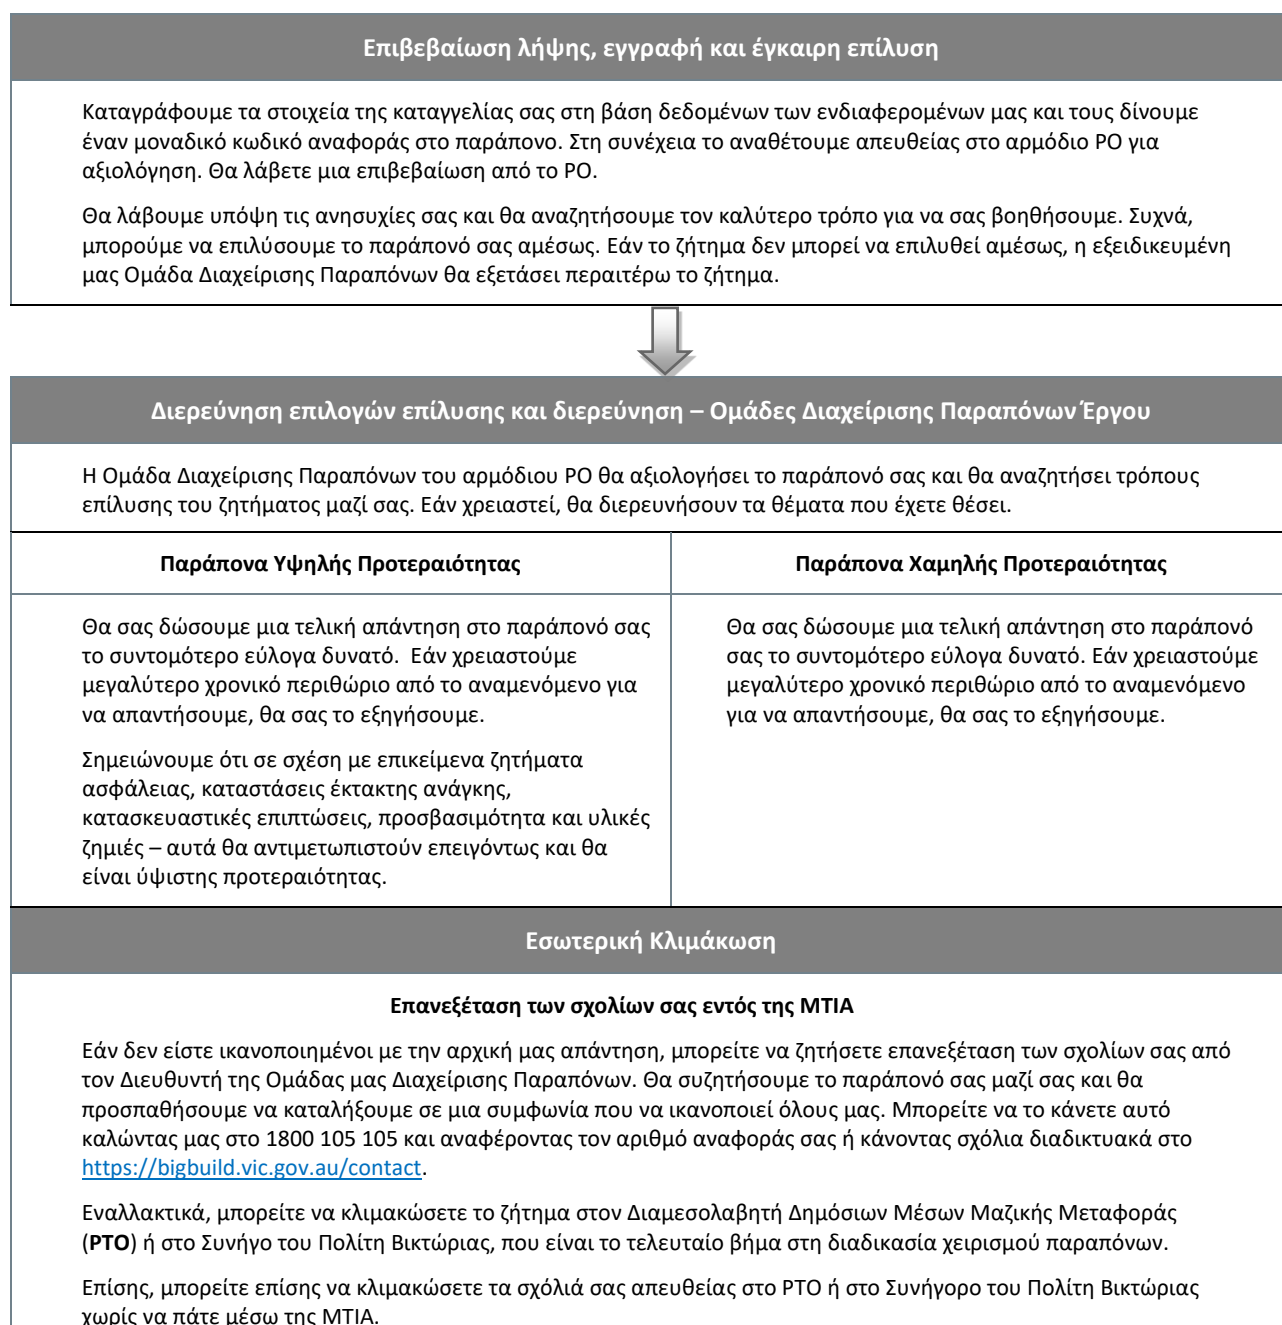 Επιβεβαίωση λήψης, εγγραφή και έγκαιρη επίλυση
Καταγράφουμε τα στοιχεία της καταγγελίας σας στη βάση δεδομένων των ενδιαφερομένων μας και τους δίνουμε
έναν μοναδικό κωδικό αναφοράς στο παράπονο. Στη συνέχεια το αναθέτουμε απευθείας στο αρμόδιο PO για
αξιολόγηση. Θα λάβετε μια επιβεβαίωση από το PO.
Θα λάβουμε υπόψη τις ανησυχίες σας και θα αναζητήσουμε τον καλύτερο τρόπο για να σας βοηθήσουμε. Συχνά,
μπορούμε να επιλύσουμε το παράπονό σας αμέσως. Εάν το ζήτημα δεν μπορεί να επιλυθεί αμέσως, η εξειδικευμένη
μας Ομάδα Διαχείρισης Παραπόνων θα εξετάσει περαιτέρω το ζήτημα.
Διερεύνηση επιλογών επίλυσης και διερεύνηση – Ομάδες Διαχείρισης Παραπόνων Έργου
Η Ομάδα Διαχείρισης Παραπόνων του αρμόδιου PO θα αξιολογήσει το παράπονό σας και θα αναζητήσει τρόπους
επίλυσης του ζητήματος μαζί σας. Εάν χρειαστεί, θα διερευνήσουν τα θέματα που έχετε θέσει.
Παράπονα Υψηλής Προτεραιότητας
Θα σας δώσουμε μια τελική απάντηση στο παράπονό σας
το συντομότερο εύλογα δυνατό.  Εάν χρειαστούμε
μεγαλύτερο χρονικό περιθώριο από το αναμενόμενο για
να απαντήσουμε, θα σας το εξηγήσουμε.
Σημειώνουμε ότι σε σχέση με επικείμενα ζητήματα
ασφάλειας, καταστάσεις έκτακτης ανάγκης,
κατασκευαστικές επιπτώσεις, προσβασιμότητα και υλικές
ζημιές – αυτά θα αντιμετωπιστούν επειγόντως και θα
είναι ύψιστης προτεραιότητας.
Παράπονα Χαμηλής Προτεραιότητας
Θα σας δώσουμε μια τελική απάντηση στο παράπονό
σας το συντομότερο εύλογα δυνατό. Εάν χρειαστούμε
μεγαλύτερο χρονικό περιθώριο από το αναμενόμενο
για να απαντήσουμε, θα σας το εξηγήσουμε.
Εσωτερική Κλιμάκωση
Επανεξέταση των σχολίων σας εντός της MTIA
Εάν δεν είστε ικανοποιημένοι με την αρχική μας απάντηση, μπορείτε να ζητήσετε επανεξέταση των σχολίων σας από
τον Διευθυντή της Ομάδας μας Διαχείρισης Παραπόνων. Θα συζητήσουμε το παράπονό σας μαζί σας και θα
προσπαθήσουμε να καταλήξουμε σε μια συμφωνία που να ικανοποιεί όλους μας. Μπορείτε να το κάνετε αυτό
καλώντας μας στο 1800 105 105 και αναφέροντας τον αριθμό αναφοράς σας ή κάνοντας σχόλια διαδικτυακά στο
https://bigbuild.vic.gov.au/contact.
Εναλλακτικά, μπορείτε να κλιμακώσετε το ζήτημα στον Διαμεσολαβητή Δημόσιων Μέσων Μαζικής Μεταφοράς
(PTO) ή στο Συνήγο του Πολίτη Βικτώριας, που είναι το τελευταίο βήμα στη διαδικασία χειρισμού παραπόνων.
Επίσης, μπορείτε επίσης να κλιμακώσετε τα σχόλιά σας απευθείας στο PTO ή στο Συνήγορο του Πολίτη Βικτώριας
χωρίς να πάτε μέσω της MTIA.